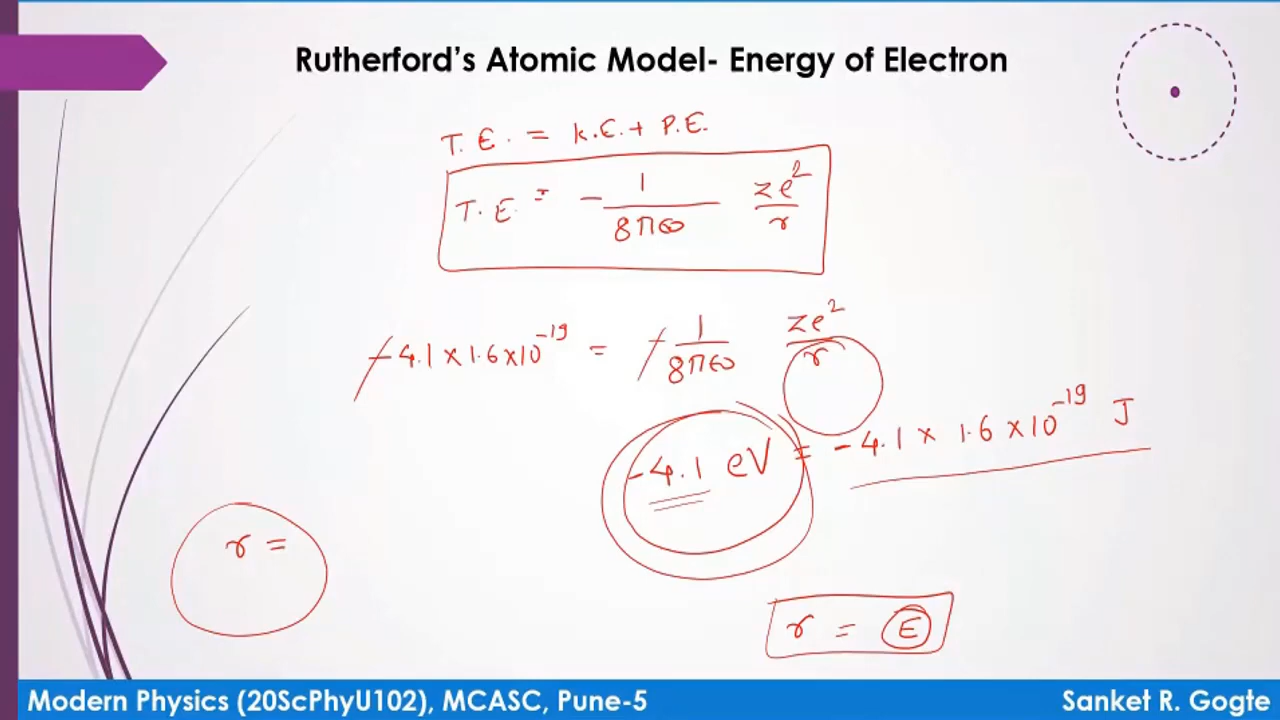 Rutherford's Atomic Model- Energy of Electron
T. E. = K.E. + P.E.
T. E. = - 1/8πε0 ze²/r
-4.1 x 1.6 x 10⁻¹⁹ = - 1/8πε0 ze²/r
-4.1 eV = -4.1 x 1.6 x 10⁻¹⁹ J
r =
r = E
Modern Physics (20ScPhyU102), MCASC, Pune-5
Sanket R. Gogte